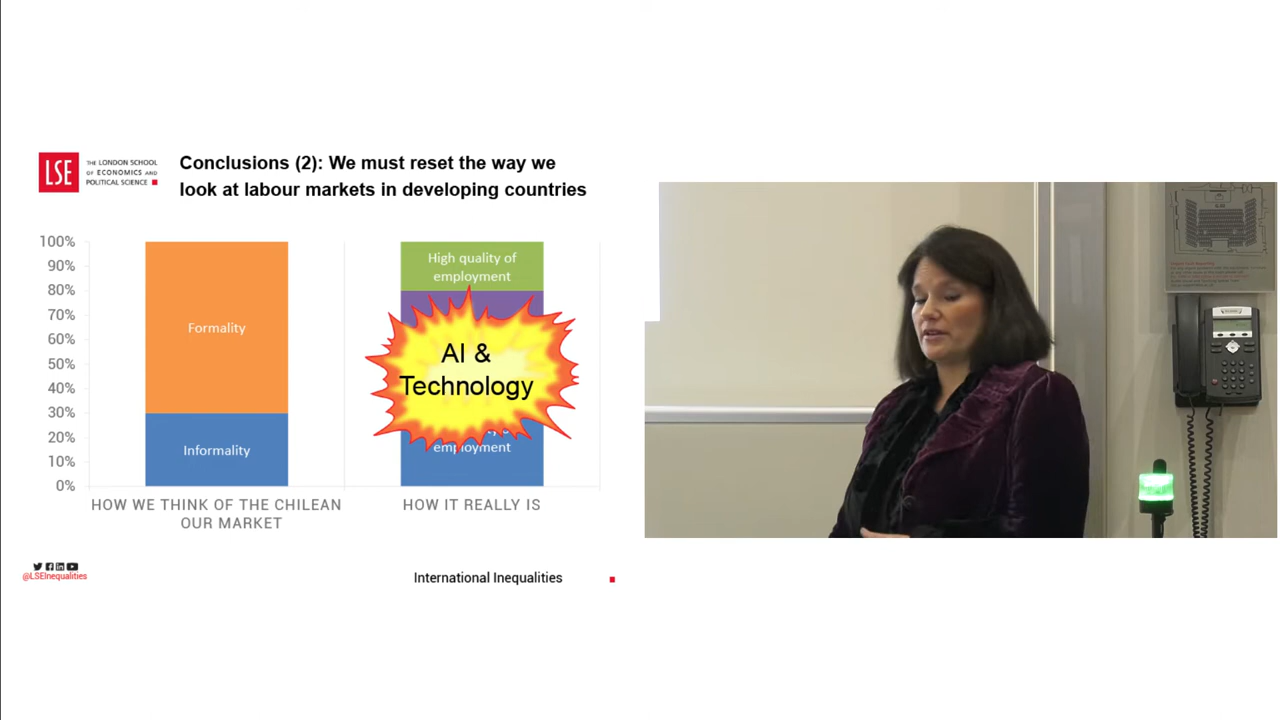 LSE
THE LONDON SCHOOL
OF ECONOMICS AND
POLITICAL SCIENCE
Conclusions (2): We must reset the way we
look at labour markets in developing countries
100%
90%
80%
70%
60%
50%
40%
30%
20%
10%
0%
Formality
Informality
High quality of
employment
AI &
Technology
employment
HOW WE THINK OF THE CHILEAN
OUR MARKET
HOW IT REALLY IS
@LSEInequalities
International Inequalities